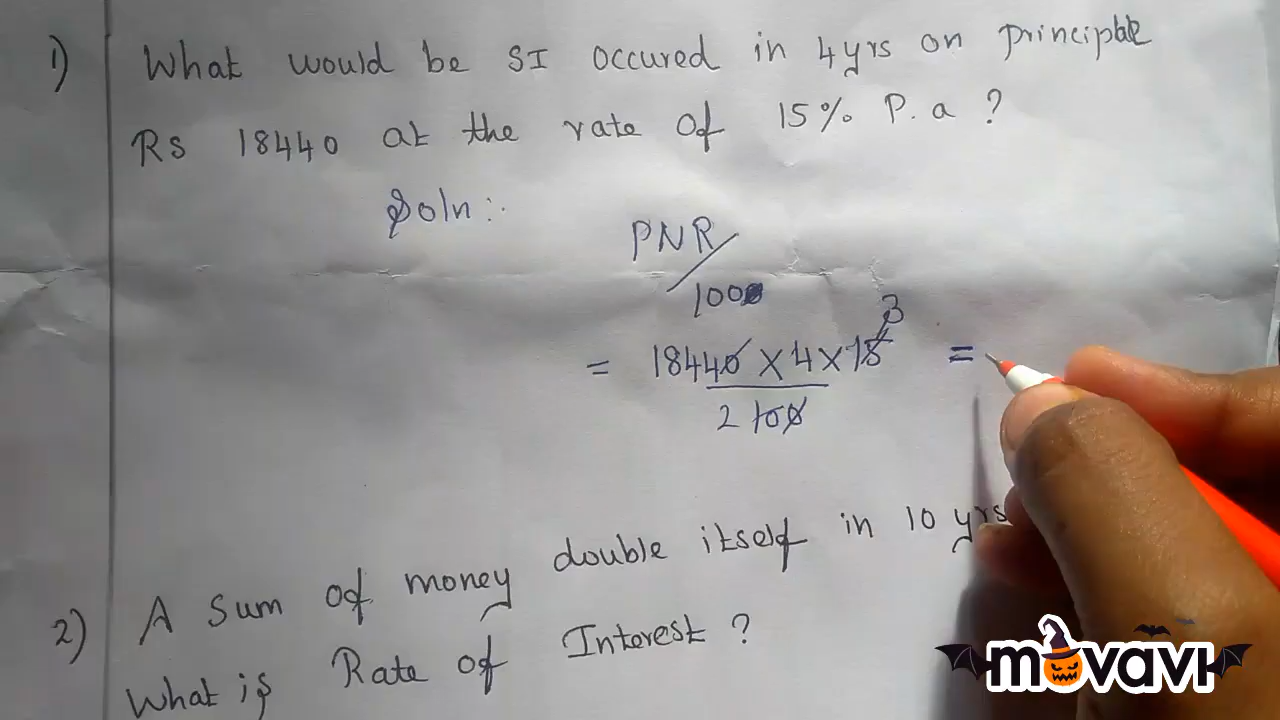 1) What would be SI occured in 4yrs on principble
Rs 18440 at the rate of 15% P.a ?
Soln :-
PNR/
100
= 18440 X 4 X 15 3 =
2 100
2) A sum of money double itself in 10 yrs
What is Rate of Interest ?
movavi